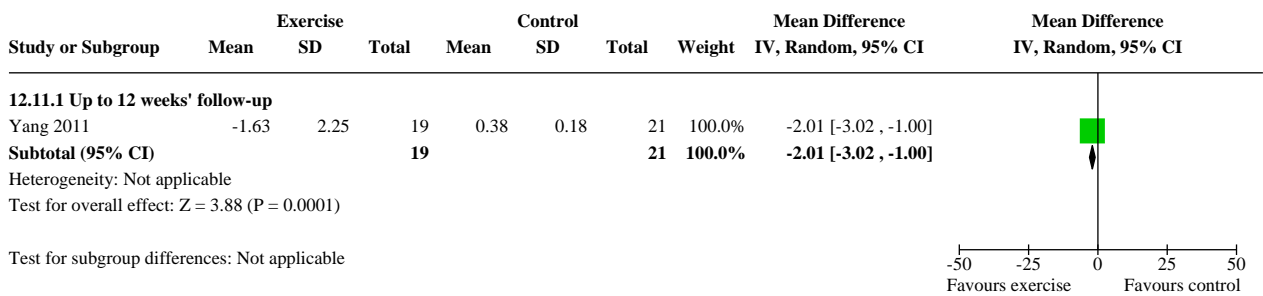 Exercise Control Mean Difference Mean Difference
Study or Subgroup Mean SD Total Mean SD Total Weight IV, Random, 95% CI IV, Random, 95% CI
12.11.1 Up to 12 weeks' follow-up
Yang 2011 -1.63 2.25 19 0.38 0.18 21 100.0% -2.01 [-3.02 , -1.00]
Subtotal (95% CI) 19 21 100.0% -2.01 [-3.02 , -1.00]
Heterogeneity: Not applicable
Test for overall effect: Z = 3.88 (P = 0.0001)
Test for subgroup differences: Not applicable
-50 -25 0 25 50
Favours exercise Favours control